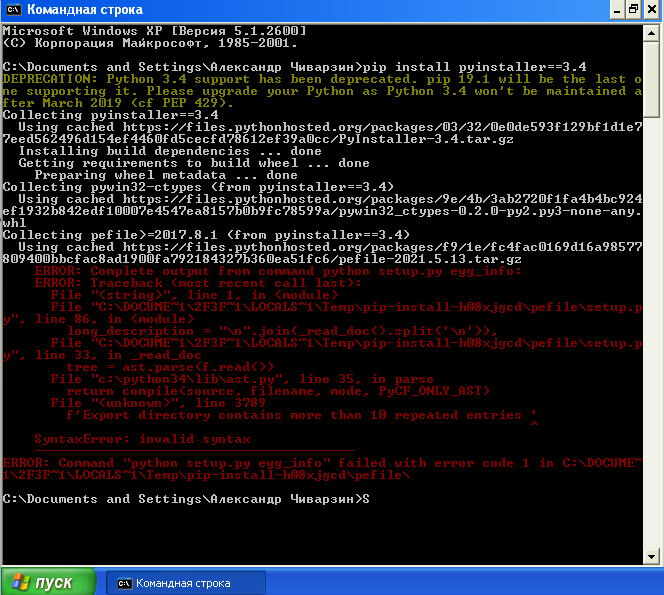 Командная строка
Microsoft Windows XP [Версия 5.1.2600]
(C) Корпорация Майкрософт, 1985-2001.
C:\Documents and Settings\Александр Чиварзин>pip install pyinstaller==3.4
DEPRECATION: Python 3.4 support has been deprecated. pip 19.1 will be the last o
ne supporting it. Please upgrade your Python as Python 3.4 won't be maintained a
fter March 2019 (cf PEP 429).
Collecting pyinstaller==3.4
Using cached https://files.pythonhosted.org/packages/03/32/0e0de593f129bf1d1e7
7eed562496d154ef4460fd5cecfd78612ef39a0cc/PyInstaller-3.4.tar.gz
Installing build dependencies ... done
Getting requirements to build wheel ... done
Preparing wheel metadata ... done
Collecting pywin32-ctypes (from pyinstaller==3.4)
Using cached https://files.pythonhosted.org/packages/9e/4b/3ab2720f1fa4b4bc924
ef1932b842edf10007e4547ea8157b0b9fc78599a/pywin32_ctypes-0.2.0-py2.py3-none-any.
whl
Collecting pefile>=2017.8.1 (from pyinstaller==3.4)
Using cached https://files.pythonhosted.org/packages/f9/1e/fc4fac0169d16a98577
809400bbcfac8ad1900fa792184327b360ea51fc6/pefile-2021.5.13.tar.gz
ERROR: Complete output from command python setup.py egg_info:
ERROR: Traceback (most recent call last):
File "<string>", line 1, in <module>
File "C:\DOCUME~1\2F3F~1\LOCALS~1\Temp\pip-install-h08xjgcd\pefile\setup.p
y", line 86, in <module>
long_description = "\n".join(_read_doc().split('\n')),
File "C:\DOCUME~1\2F3F~1\LOCALS~1\Temp\pip-install-h08xjgcd\pefile\setup.p
y", line 33, in _read_doc
tree = ast.parse(f.read())
File "c:\python34\lib\ast.py", line 35, in parse
return compile(source, filename, mode, PyCF_ONLY_AST)
File "<unknown>", line 3789
f'Export directory contains more than 10 repeated entries '
^
SyntaxError: invalid syntax
----------------------------------------
ERROR: Command "python setup.py egg_info" failed with error code 1 in C:\DOCUME~
1\2F3F~1\LOCALS~1\Temp\pip-install-h08xjgcd\pefile\
C:\Documents and Settings\Александр Чиварзин>S
пуск
Командная строка